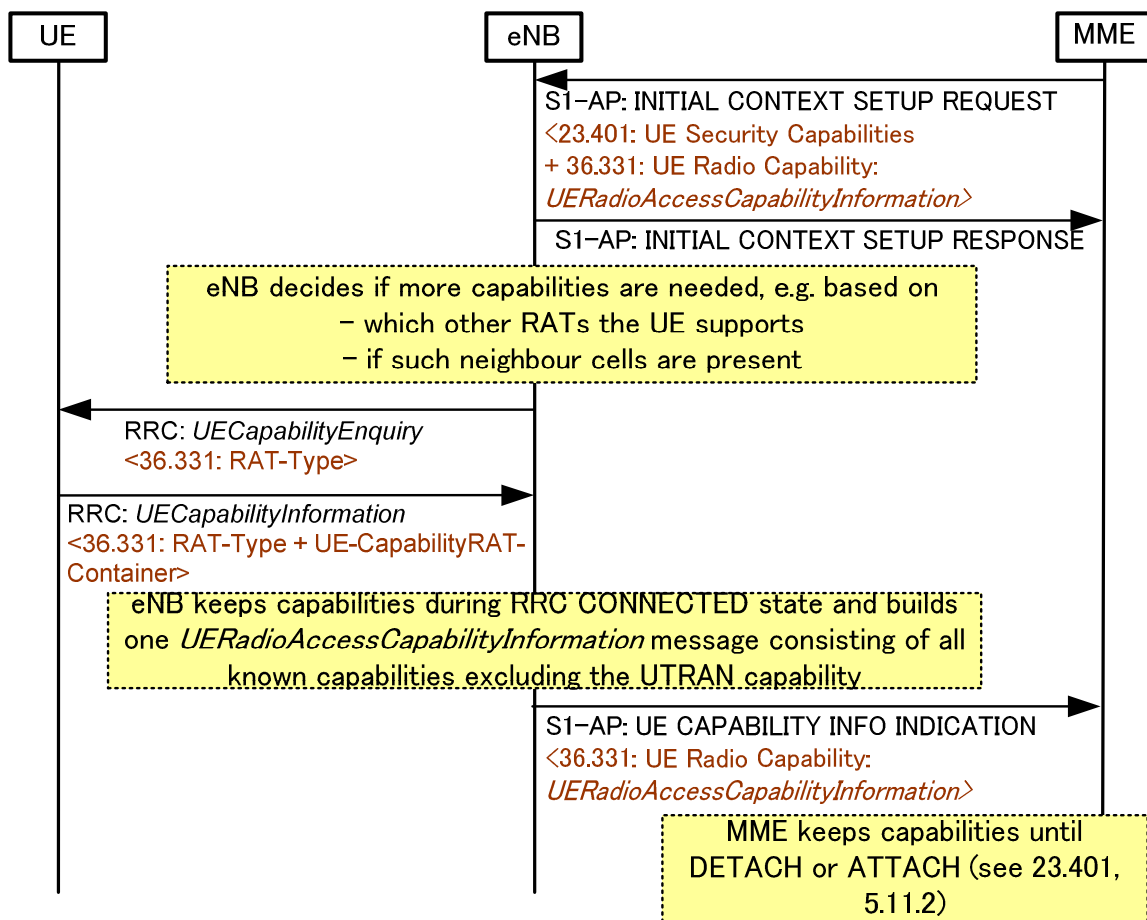 UE
eNB
MME
S1-AP: INITIAL CONTEXT SETUP REQUEST
<23.401: UE Security Capabilities
+ 36.331: UE Radio Capability:
UERadioAccessCapabilityInformation>
S1-AP: INITIAL CONTEXT SETUP RESPONSE
eNB decides if more capabilities are needed, e.g. based on
- which other RATs the UE supports
- if such neighbour cells are present
RRC: UECapabilityEnquiry
<36.331: RAT-Type>
RRC: UECapabilityInformation
<36.331: RAT-Type + UE-CapabilityRAT-
Container>
eNB keeps capabilities during RRC CONNECTED state and builds
one UERadioAccessCapabilityInformation message consisting of all
known capabilities excluding the UTRAN capability
S1-AP: UE CAPABILITY INFO INDICATION
<36.331: UE Radio Capability:
UERadioAccessCapabilityInformation>
MME keeps capabilities until
DETACH or ATTACH (see 23.401,
5.11.2)